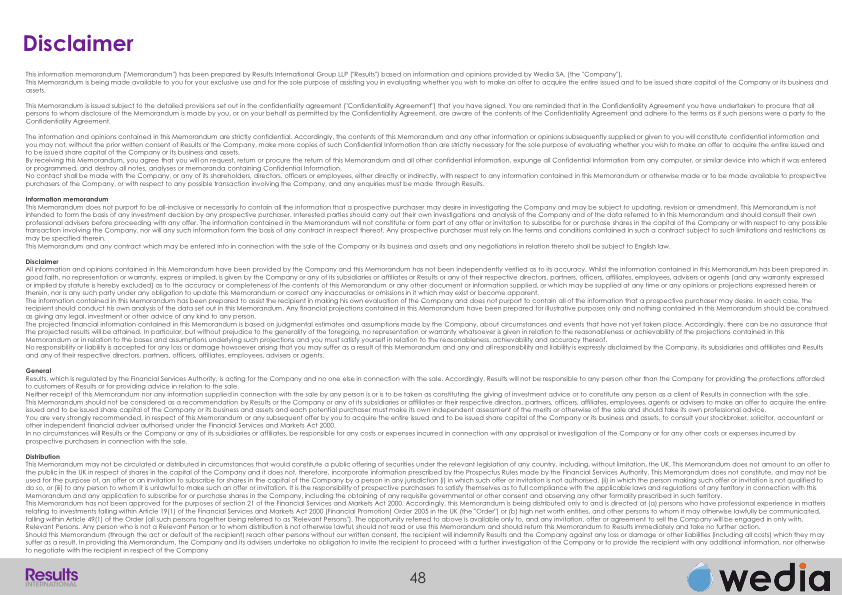 Disclaimer
This information memorandum ("Memorandum") has been prepared by Results International Group LLP ("Results") based on information and opinions provided by Wedia SA, (the "Company").
This Memorandum is being made available to you for your exclusive use and for the sole purpose of assisting you in evaluating whether you wish to make an offer to acquire the entire issued and to be issued share capital of the Company or its business and
assets.
This Memorandum is issued subject to the detailed provisions set out in the confidentiality agreement ("Confidentiality Agreement") that you have signed. You are reminded that in the Confidentiality Agreement you have undertaken to procure that all
persons to whom disclosure of the Memorandum is made by you, or on your behalf as permitted by the Confidentiality Agreement, are aware of the contents of the Confidentiality Agreement and adhere to the terms as if such persons were a party to the
Confidentiality Agreement.
The information and opinions contained in this Memorandum are strictly confidential. Accordingly, the contents of this Memorandum and any other information or opinions subsequently supplied or given to you will constitute confidential information and
you may not, without the prior written consent of Results or the Company, make more copies of such Confidential Information than are strictly necessary for the sole purpose of evaluating whether you wish to make an offer to acquire the entire issued and
to be issued share capital of the Company or its business and assets.
By receiving this Memorandum, you agree that you will on request, return or procure the return of this Memorandum and all other confidential information, expunge all Confidential Information from any computer, or similar device into which it was entered
or programmed, and destroy all notes, analyses or memoranda containing Confidential Information.
No contact shall be made with the Company, or any of its shareholders, directors, officers or employees, either directly or indirectly, with respect to any information contained in this Memorandum or otherwise made or to be made available to prospective
purchasers of the Company, or with respect to any possible transaction involving the Company, and any enquiries must be made through Results.
Information memorandum
This Memorandum does not purport to be all-inclusive or necessarily to contain all the information that a prospective purchaser may desire in investigating the Company and may be subject to updating, revision or amendment. This Memorandum is not
intended to form the basis of any investment decision by any prospective purchaser. Interested parties should carry out their own investigations and analysis of the Company and of the data referred to in this Memorandum and should consult their own
professional advisers before proceeding with any offer. The information contained in the Memorandum will not constitute or form part of any offer or invitation to subscribe for or purchase shares in the capital of the Company or with respect to any possible
transaction involving the Company, nor will any such information form the basis of any contract in respect thereof. Any prospective purchaser must rely on the terms and conditions contained in such a contract subject to such limitations and restrictions as
may be specified therein.
This Memorandum and any contract which may be entered into in connection with the sale of the Company or its business and assets and any negotiations in relation thereto shall be subject to English law.
Disclaimer
All information and opinions contained in this Memorandum have been provided by the Company and this Memorandum has not been independently verified as to its accuracy. Whilst the information contained in this Memorandum has been prepared in
good faith, no representation or warranty, express or implied, is given by the Company or any of its subsidiaries or affiliates or Results or any of their respective directors, partners, officers, affiliates, employees, advisers or agents (and any warranty expressed
or implied by statute is hereby excluded) as to the accuracy or completeness of the contents of this Memorandum or any other document or information supplied, or which may be supplied at any time or any opinions or projections expressed herein or
therein, nor is any such party under any obligation to update this Memorandum or correct any inaccuracies or omissions in it which may exist or become apparent.
The information contained in this Memorandum has been prepared to assist the recipient in making his own evaluation of the Company and does not purport to contain all of the information that a prospective purchaser may desire. In each case, the
recipient should conduct his own analysis of the data set out in this Memorandum. Any financial projections contained in this Memorandum have been prepared for illustrative purposes only and nothing contained in this Memorandum should be construed
as giving any legal, investment or other advice of any kind to any person.
The projected financial information contained in this Memorandum is based on judgmental estimates and assumptions made by the Company, about circumstances and events that have not yet taken place. Accordingly, there can be no assurance that
the projected results will be attained. In particular, but without prejudice to the generality of the foregoing, no representation or warranty whatsoever is given in relation to the reasonableness or achievability of the projections contained in this
Memorandum or in relation to the bases and assumptions underlying such projections and you must satisfy yourself in relation to the reasonableness, achievability and accuracy thereof.
No responsibility or liability is accepted for any loss or damage howsoever arising that you may suffer as a result of this Memorandum and any and all responsibility and liability is expressly disclaimed by the Company, its subsidiaries and affiliates and Results
and any of their respective directors, partners, officers, affiliates, employees, advisers or agents.
General
Results, which is regulated by the Financial Services Authority, is acting for the Company and no one else in connection with the sale. Accordingly, Results will not be responsible to any person other than the Company for providing the protections afforded
to customers of Results or for providing advice in relation to the sale.
Neither receipt of this Memorandum nor any information supplied in connection with the sale by any person is or is to be taken as constituting the giving of investment advice or to constitute any person as a client of Results in connection with the sale.
This Memorandum should not be considered as a recommendation by Results or the Company or any of its subsidiaries or affiliates or their respective directors, partners, officers, affiliates, employees, agents or advisers to make an offer to acquire the entire
issued and to be issued share capital of the Company or its business and assets and each potential purchaser must make its own independent assessment of the merits or otherwise of the sale and should take its own professional advice.
You are very strongly recommended, in respect of this Memorandum or any subsequent offer by you to acquire the entire issued and to be issued share capital of the Company or its business and assets, to consult your stockbroker, solicitor, accountant or
other independent financial adviser authorised under the Financial Services and Markets Act 2000.
In no circumstances will Results or the Company or any of its subsidiaries or affiliates, be responsible for any costs or expenses incurred in connection with any appraisal or investigation of the Company or for any other costs or expenses incurred by
prospective purchasers in connection with the sale.
Distribution
This Memorandum may not be circulated or distributed in circumstances that would constitute a public offering of securities under the relevant legislation of any country, including, without limitation, the UK. This Memorandum does not amount to an offer to
the public in the UK in respect of shares in the capital of the Company and it does not, therefore, incorporate information prescribed by the Prospectus Rules made by the Financial Services Authority. This Memorandum does not constitute, and may not be
used for the purpose of, an offer or an invitation to subscribe for shares in the capital of the Company by a person in any jurisdiction (i) in which such offer or invitation is not authorised, (ii) in which the person making such offer or invitation is not qualified to
do so, or (iii) to any person to whom it is unlawful to make such an offer or invitation. It is the responsibility of prospective purchasers to satisfy themselves as to full compliance with the applicable laws and regulations of any territory in connection with this
Memorandum and any application to subscribe for or purchase shares in the Company, including the obtaining of any requisite governmental or other consent and observing any other formality prescribed in such territory.
This Memorandum has not been approved for the purposes of section 21 of the Financial Services and Markets Act 2000. Accordingly, this Memorandum is being distributed only to and is directed at (a) persons who have professional experience in matters
relating to investments falling within Article 19(1) of the Financial Services and Markets Act 2000 (Financial Promotion) Order 2005 in the UK (the "Order") or (b) high net worth entities, and other persons to whom it may otherwise lawfully be communicated,
falling within Article 49(1) of the Order (all such persons together being referred to as "Relevant Persons"). The opportunity referred to above is available only to, and any invitation, offer or agreement to sell the Company will be engaged in only with,
Relevant Persons. Any person who is not a Relevant Person or to whom distribution is not otherwise lawful, should not read or use this Memorandum and should return this Memorandum to Results immediately and take no further action.
Should this Memorandum (through the act or default of the recipient) reach other persons without our written consent, the recipient will indemnify Results and the Company against any loss or damage or other liabilities (including all costs) which they may
suffer as a result. In providing this Memorandum, the Company and its advisers undertake no obligation to invite the recipient to proceed with a further investigation of the Company or to provide the recipient with any additional information, nor otherwise
to negotiate with the recipient in respect of the Company
Results
INTERNATIONAL
48
wedia